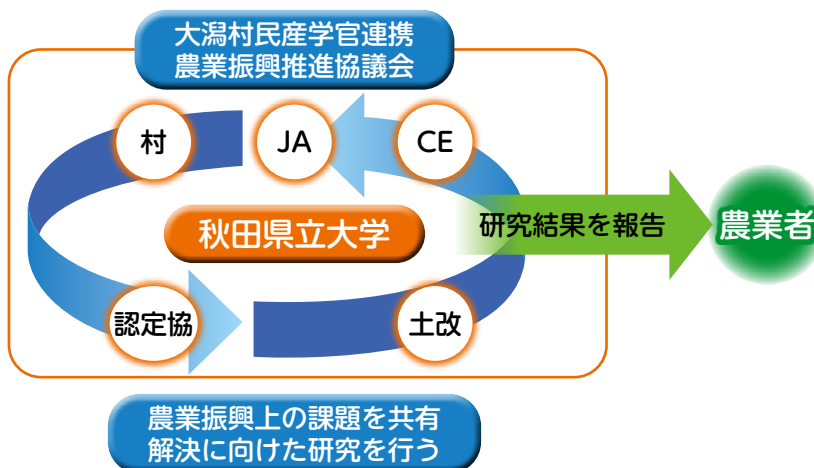 大潟村民産学官連携
農業振興推進協議会
村
JA
CE
秋田県立大学
研究結果を報告
農業者
認定協
土改
農業振興上の課題を共有
解決に向けた研究を行う